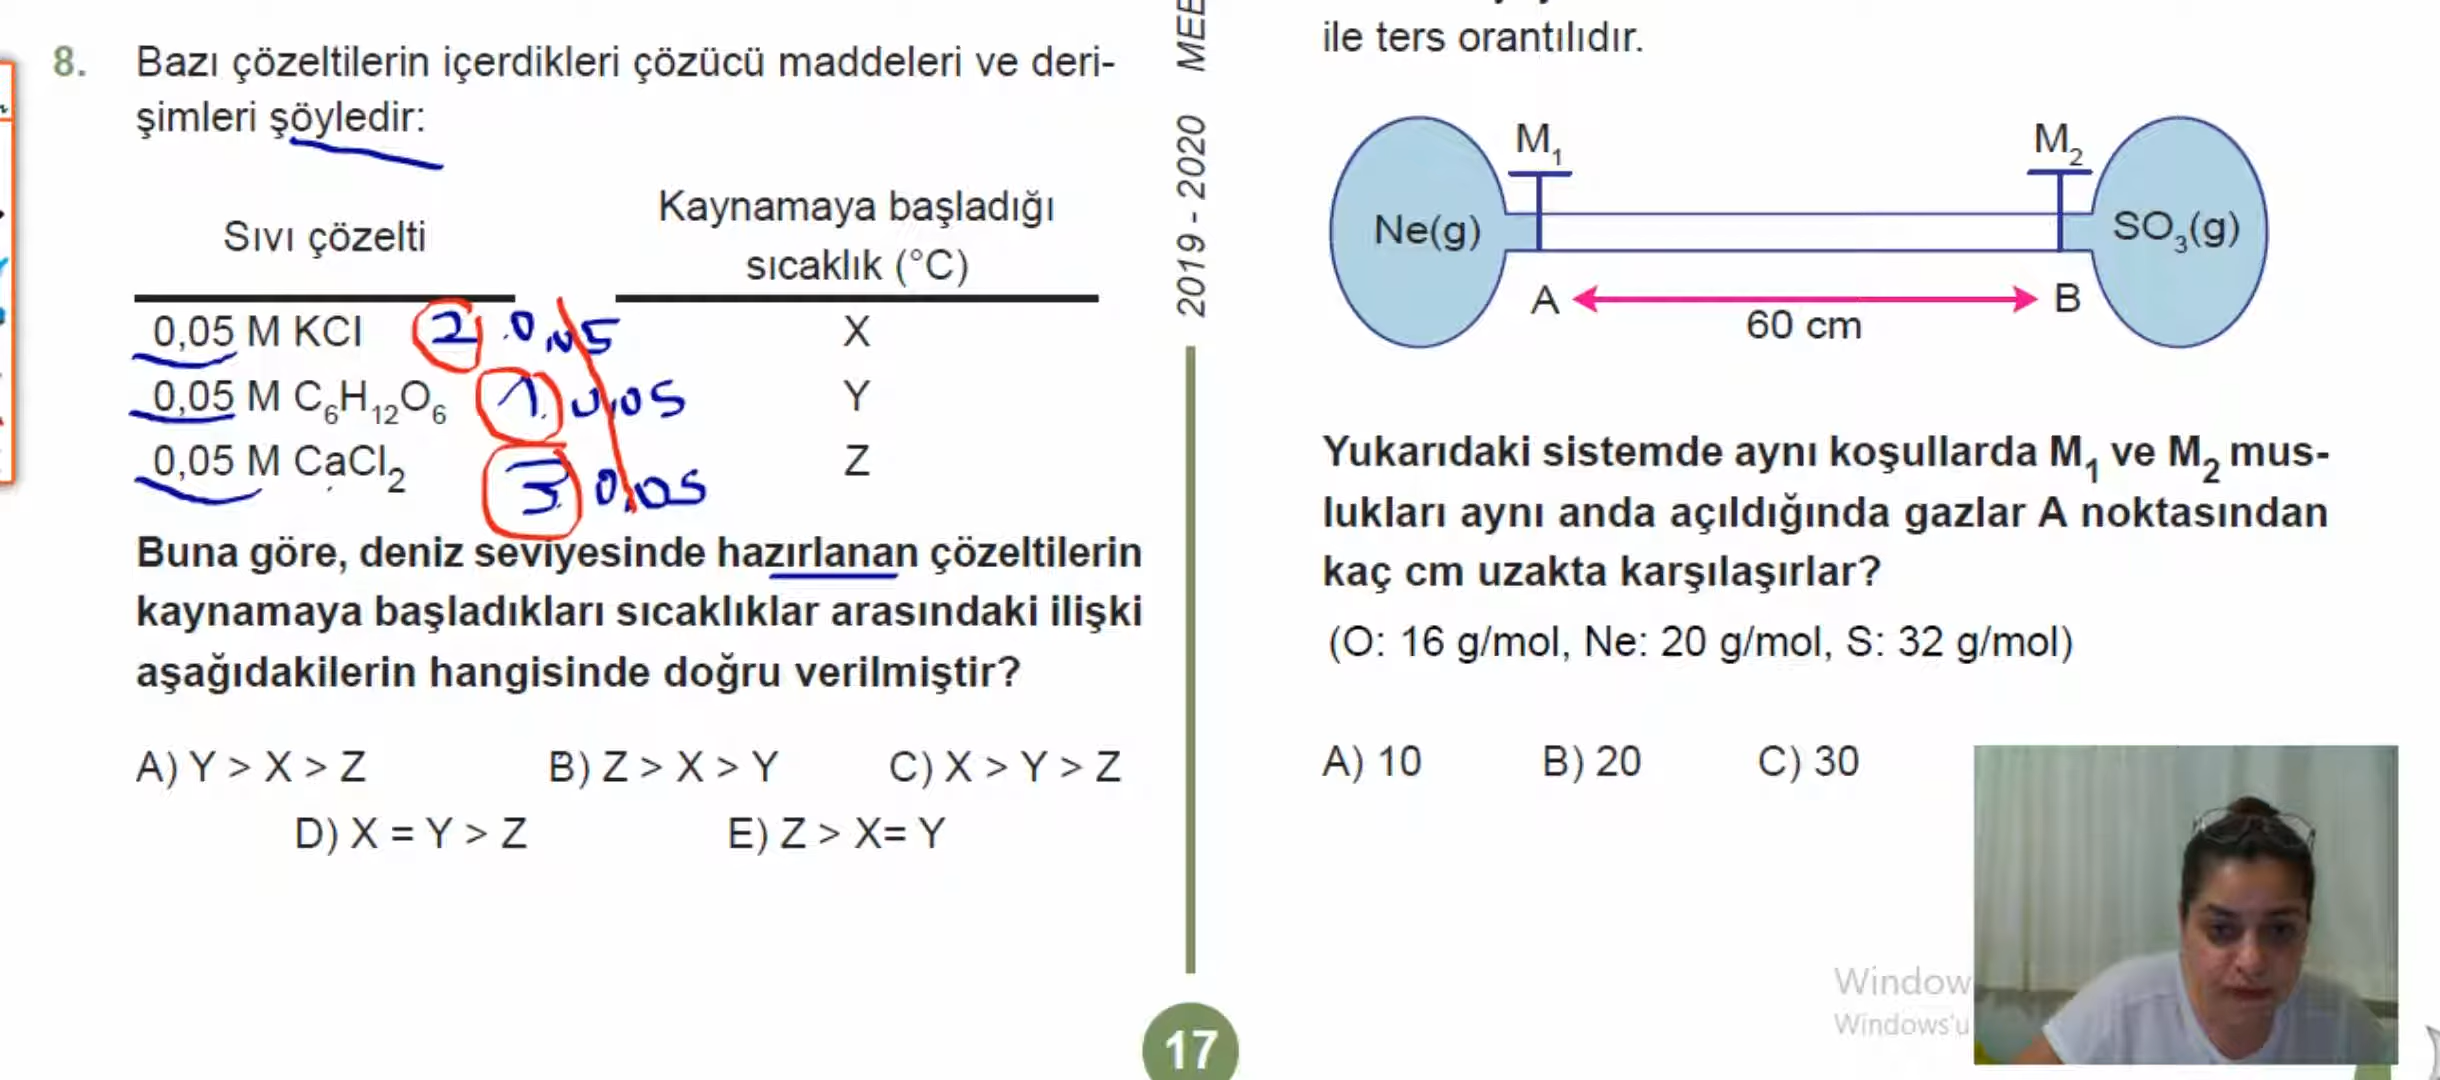 8. Bazı çözeltilerin içerdikleri çözücü maddeleri ve deri-
şimleri şöyledir:
Sıvı çözelti
Kaynamaya başladığı
sıcaklık (°C)
0,05 M KCl 2 . 0,05 X
0,05 M C₆H₁₂O₆ 1. 0,05 Y
0,05 M CaCl₂ 3. 0,05 Z
Buna göre, deniz seviyesinde hazırlanan çözeltilerin
kaynamaya başladıkları sıcaklıklar arasındaki ilişki
aşağıdakilerin hangisinde doğru verilmiştir?
A) Y > X > Z B) Z > X > Y C) X > Y > Z
D) X = Y > Z E) Z > X= Y
2019 - 2020
17
ile ters orantılıdır.
M₁ M₂
Ne(g) SO₃(g)
A B
60 cm
Yukarıdaki sistemde aynı koşullarda M₁ ve M₂ mus-
lukları aynı anda açıldığında gazlar A noktasından
kaç cm uzakta karşılaşırlar?
(O: 16 g/mol, Ne: 20 g/mol, S: 32 g/mol)
A) 10 B) 20 C) 30
Window
Windows'u